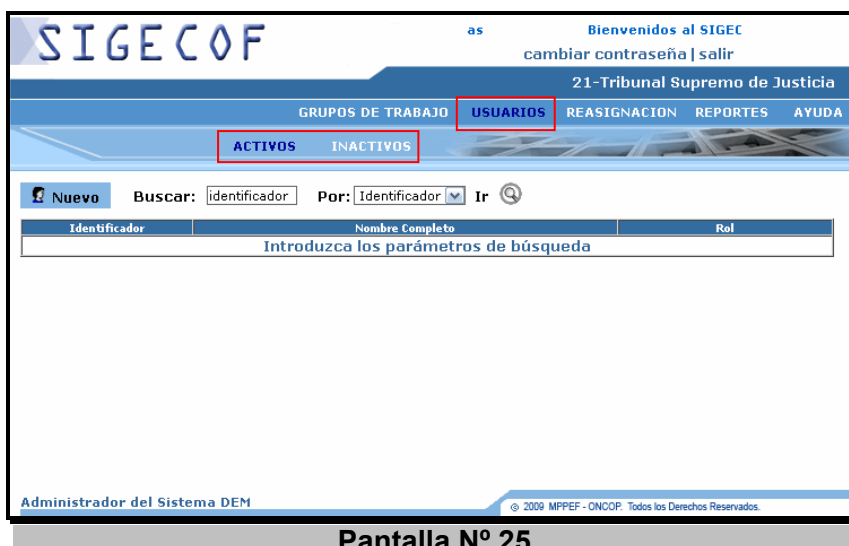 SIGECOF
as Bienvenidos al SIGEC
cambiar contraseña | salir
21-Tribunal Supremo de Justicia
GRUPOS DE TRABAJO USUARIOS REASIGNACION REPORTES AYUDA
ACTIVOS INACTIVOS
Nuevo Buscar: identificador Por: Identificador Ir
Identificador Nombre Completo Rol
Introduzca los parámetros de búsqueda
Administrador del Sistema DEM
© 2009 MPPEF - ONCOP. Todos los Derechos Reservados.
Pantalla Nº 25